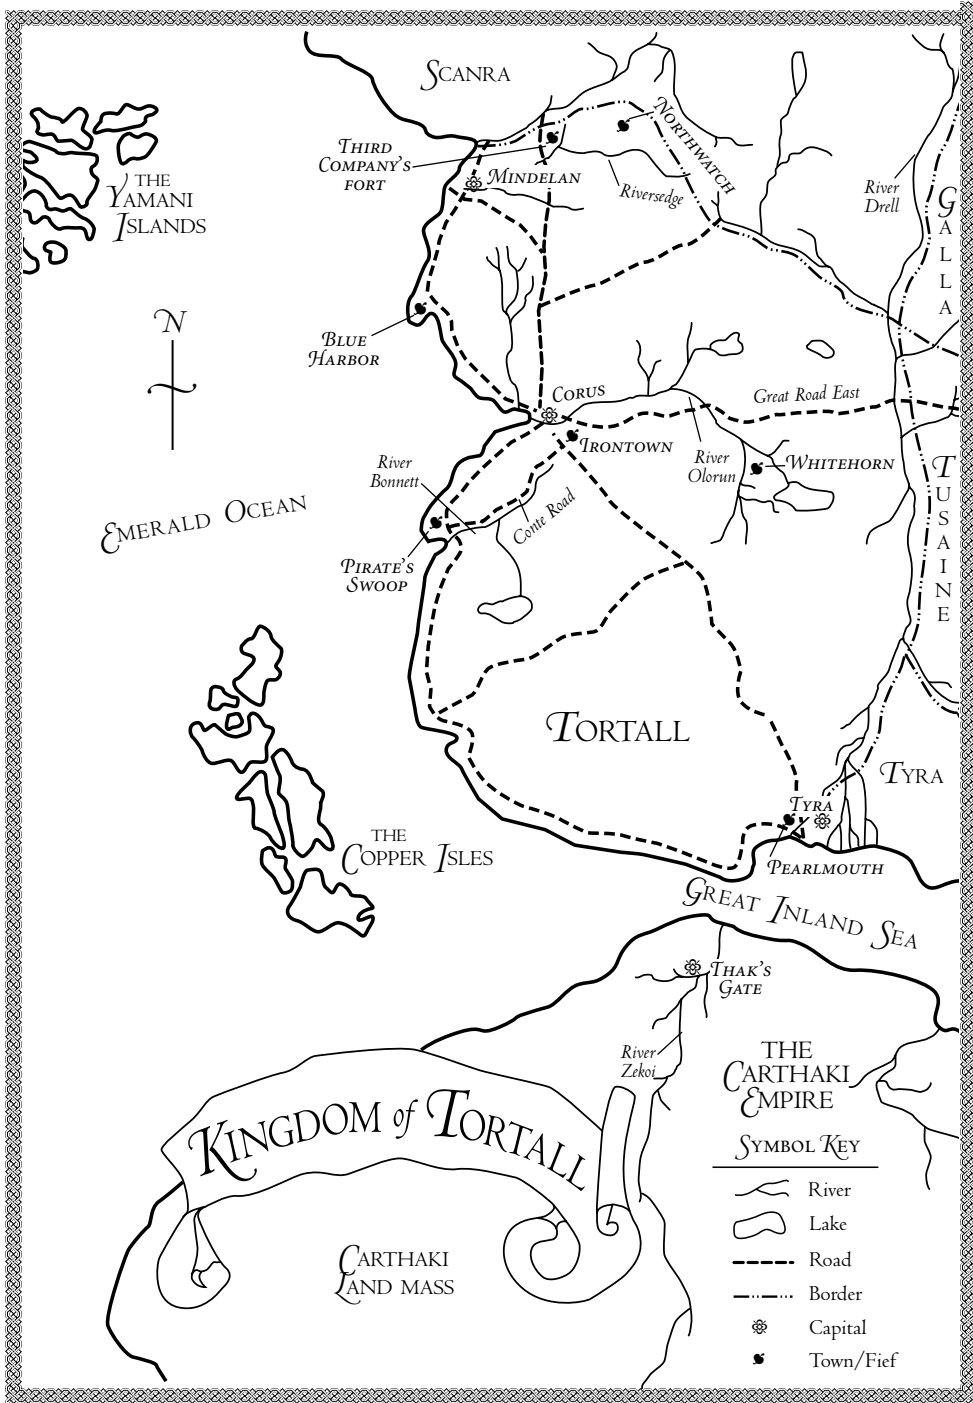 SCANRA
NORTHWATCH
THIRD
COMPANY'S
FORT
MINDELAN
Riversedge
River
Drell
GALLA
THE
YAMANI
ISLANDS
N
BLUE
HARBOR
CORUS
Great Road East
IRONTOWN
River
Olorun
WHITEHORN
River
Bonnett
Conte Road
TUSAINE
EMERALD OCEAN
PIRATE'S
SWOOP
TORTALL
TYRA
TYRA
PEARLMOUTH
THE
COPPER ISLES
GREAT INLAND SEA
THAK'S
GATE
River
Zekoi
THE
CARTHAKI
EMPIRE
KINGDOM of TORTALL
CARTHAKI
LAND MASS
SYMBOL KEY
River
Lake
Road
Border
Capital
Town/Fief